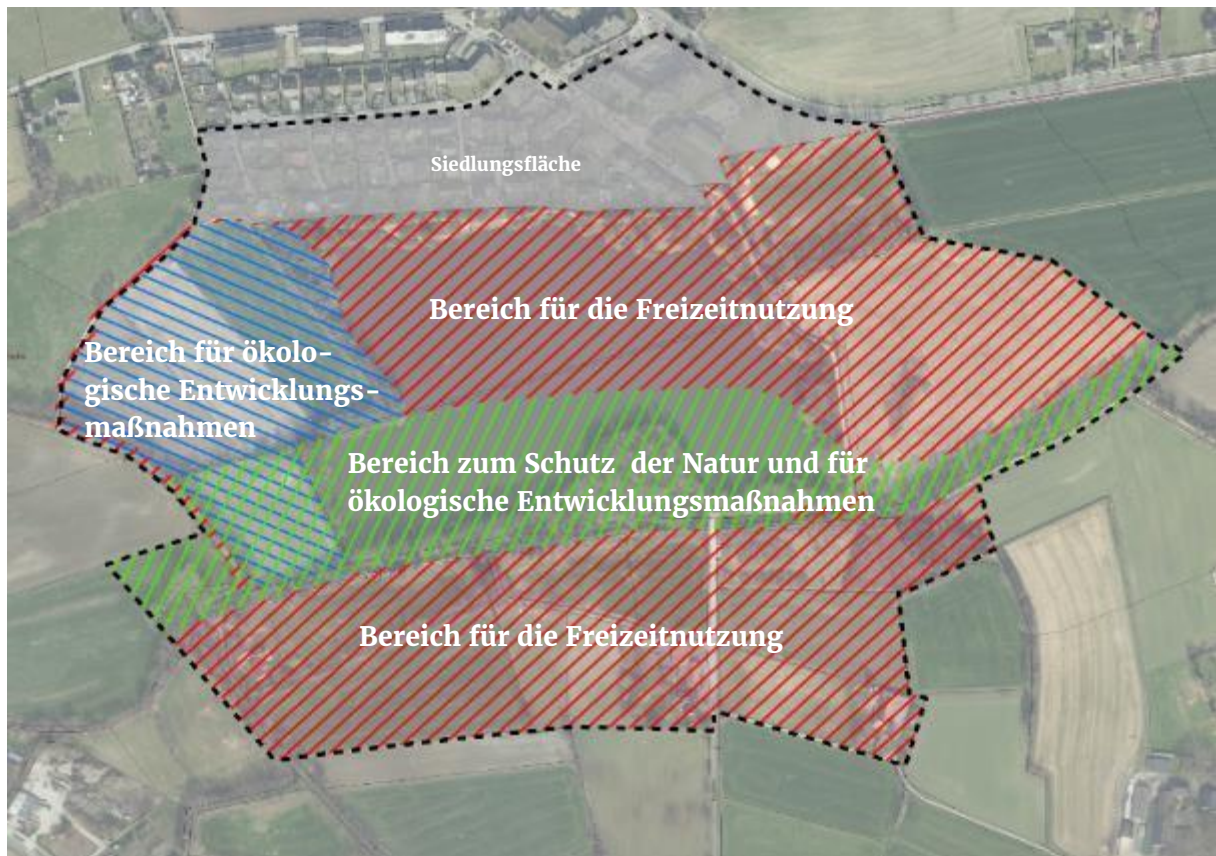 Siedlungsfläche
Bereich für die Freizeitnutzung
Bereich für ökolo-
gische Entwicklungs-
maßnahmen
Bereich zum Schutz  der Natur und für
ökologische Entwicklungsmaßnahmen
Bereich für die Freizeitnutzung